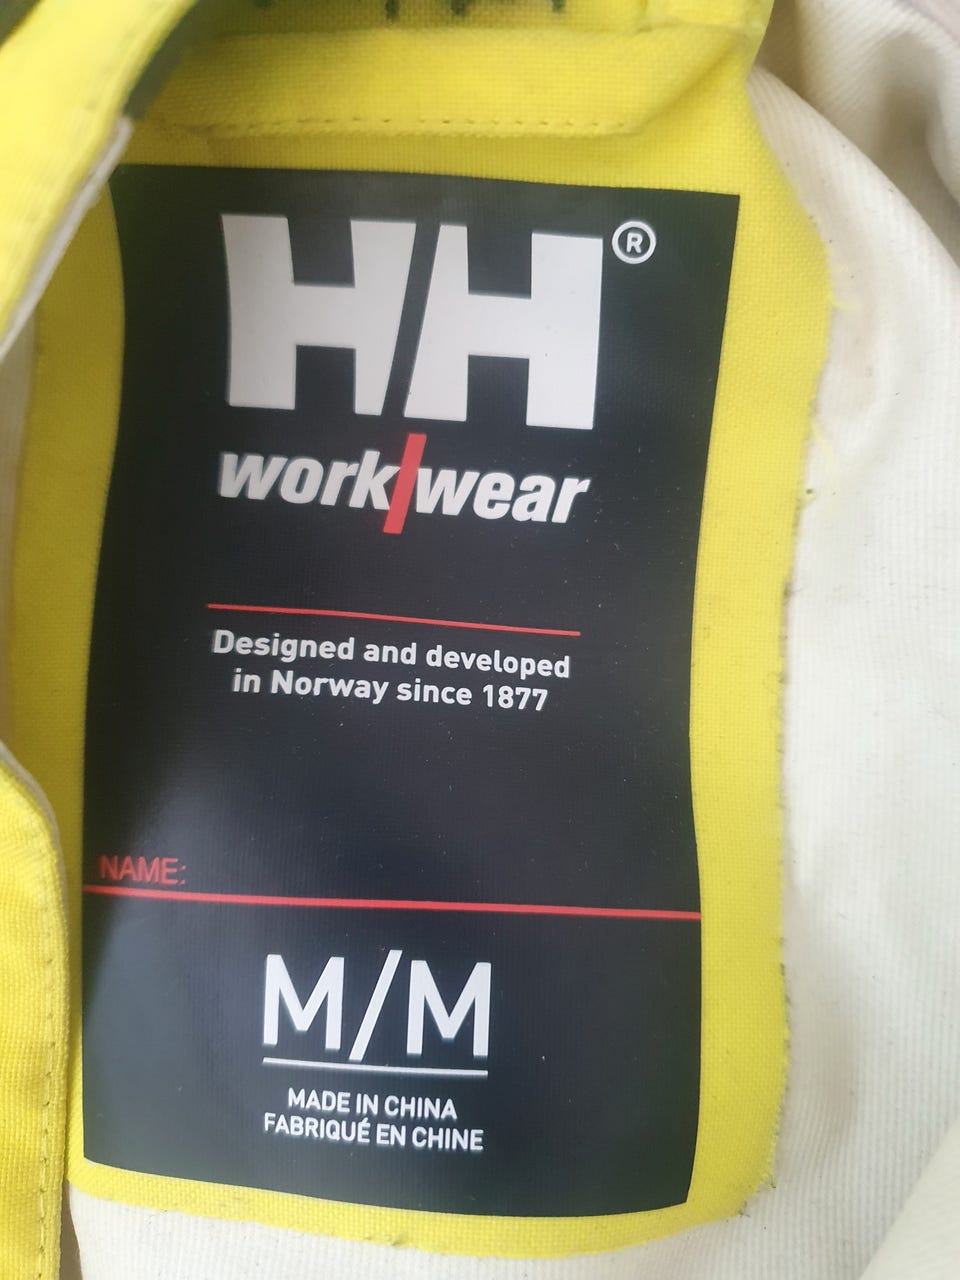 HH®
work/wear
Designed and developed
in Norway since 1877
NAME:
M/M
MADE IN CHINA
FABRIQUÉ EN CHINE